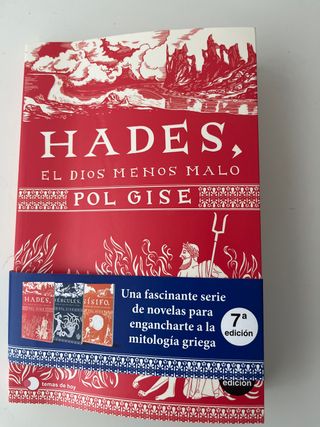 HADES,
EL DIOS MENOS MALO
POL GISE
HADES,
HÉRCULES,
SÍSIFO,
Una fascinante serie
de novelas para
engancharte a la
mitología griega
7ª
edición
temas de hoy
edición